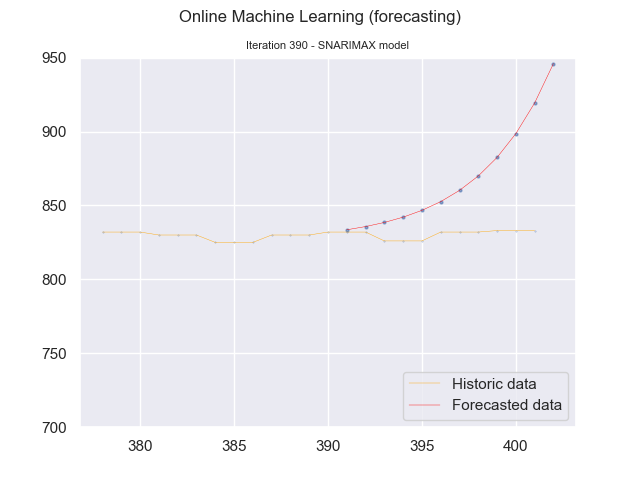 Online Machine Learning (forecasting)
Iteration 390 - SNARIMAX model
950
900
850
800
750
700
380
385
390
395
400
Historic data
Forecasted data